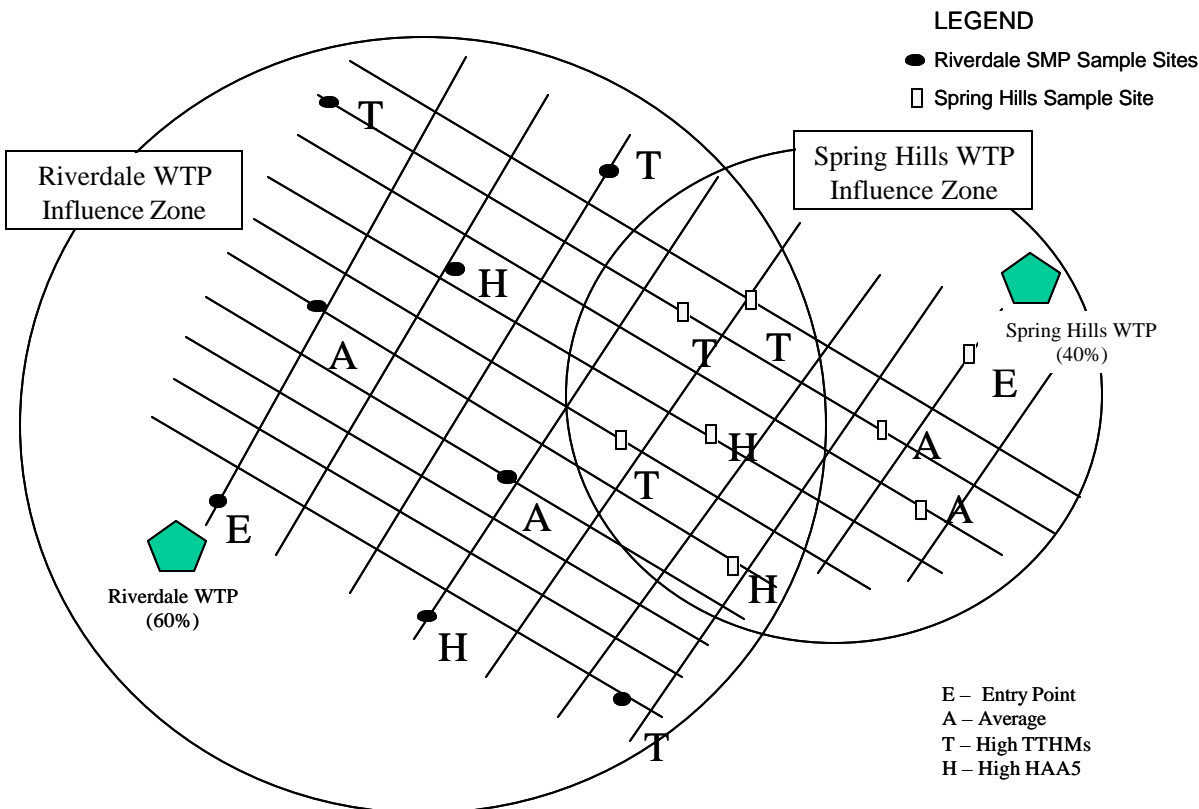 LEGEND
Riverdale SMP Sample Sites
Spring Hills Sample Site
Riverdale WTP
Influence Zone
Spring Hills WTP
Influence Zone
T
T
H
A
T
T
E
A
H
T
A
A
E
H
H
T
Riverdale WTP
(60%)
Spring Hills WTP
(40%)
E – Entry Point
A – Average
T – High TTHMs
H – High HAA5